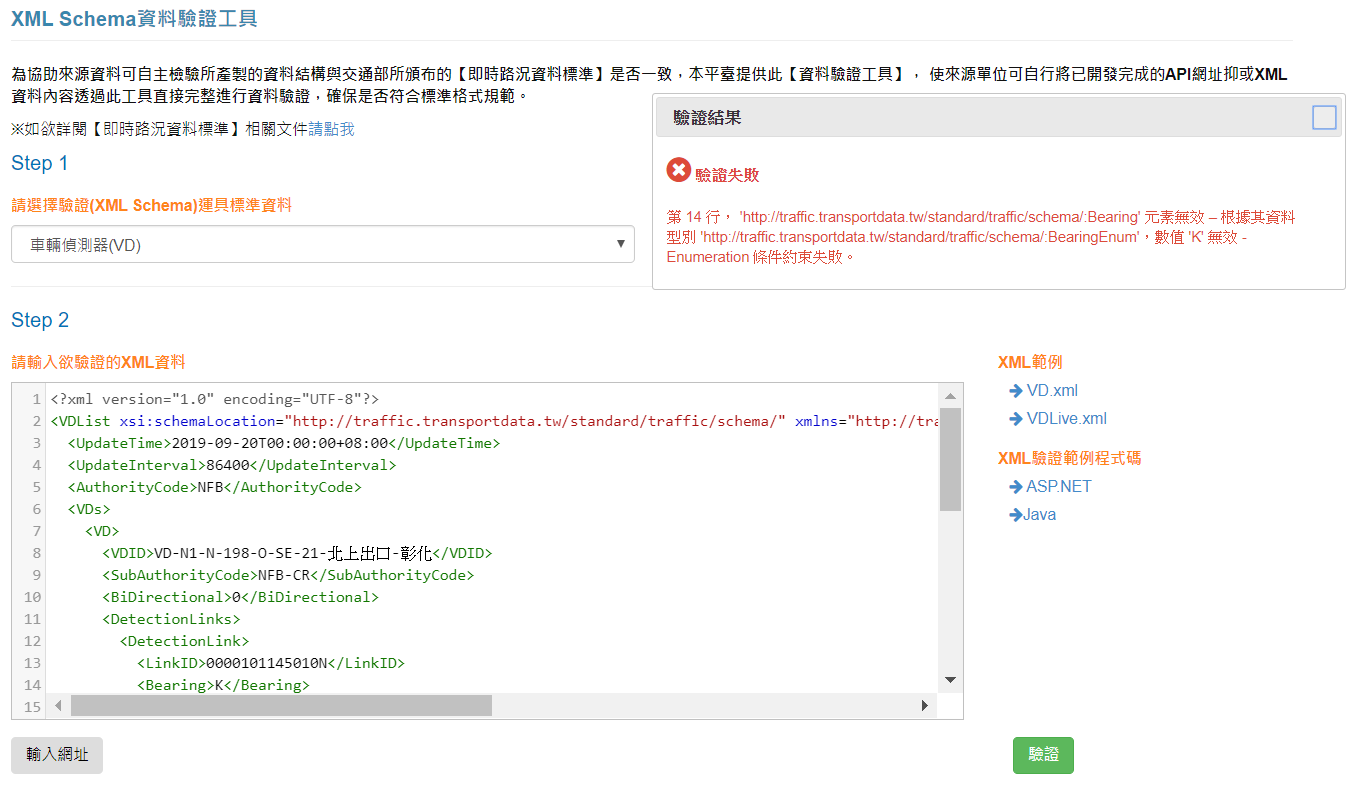 XML Schema資料驗證工具
為協助來源資料可自主檢驗所產製的資料結構與交通部所頒布的【即時路況資料標準】是否一致，本平臺提供此【資料驗證工具】， 使來源單位可自行將已開發完成的API網址抑或XML
資料內容透過此工具直接完整進行資料驗證，確保是否符合標準格式規範。
※如欲詳閱【即時路況資料標準】相關文件請點我
驗證結果
驗證失敗
第 14 行， 'http://traffic.transportdata.tw/standard/traffic/schema/:Bearing' 元素無效 – 根據其資料
型別 'http://traffic.transportdata.tw/standard/traffic/schema/:BearingEnum'，數值 'K' 無效 -
Enumeration 條件約束失敗。
Step 1
請選擇驗證(XML Schema)運具標準資料
車輛偵測器(VD)
Step 2
請輸入欲驗證的XML資料
1 <?xml version="1.0" encoding="UTF-8"?>
2 <VDList xsi:schemaLocation="http://traffic.transportdata.tw/standard/traffic/schema/" xmlns="http://tra
3 <UpdateTime>2019-09-20T00:00:00+08:00</UpdateTime>
4 <UpdateInterval>86400</UpdateInterval>
5 <AuthorityCode>NFB</AuthorityCode>
6 <VDs>
7 <VD>
8 <VDID>VD-N1-N-198-O-SE-21-北上出口-彰化</VDID>
9 <SubAuthorityCode>NFB-CR</SubAuthorityCode>
10 <BiDirectional>0</BiDirectional>
11 <DetectionLinks>
12 <DetectionLink>
13 <LinkID>0000101145010N</LinkID>
14 <Bearing>K</Bearing>
15
XML範例
VD.xml
VDLive.xml
XML驗證範例程式碼
ASP.NET
Java
輸入網址
驗證